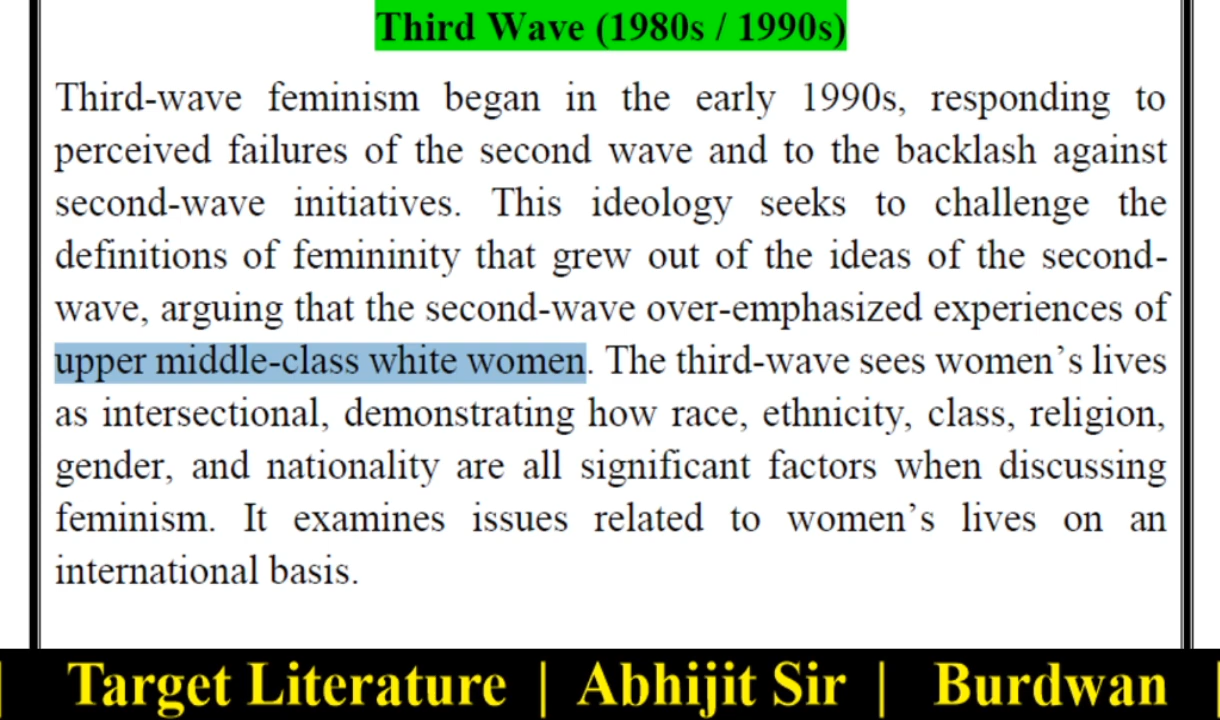 Third Wave (1980s / 1990s)
Third-wave feminism began in the early 1990s, responding to
perceived failures of the second wave and to the backlash against
second-wave initiatives. This ideology seeks to challenge the
definitions of femininity that grew out of the ideas of the second-
wave, arguing that the second-wave over-emphasized experiences of
upper middle-class white women. The third-wave sees women’s lives
as intersectional, demonstrating how race, ethnicity, class, religion,
gender, and nationality are all significant factors when discussing
feminism. It examines issues related to women’s lives on an
international basis.
| Target Literature | Abhijit Sir | Burdwan |